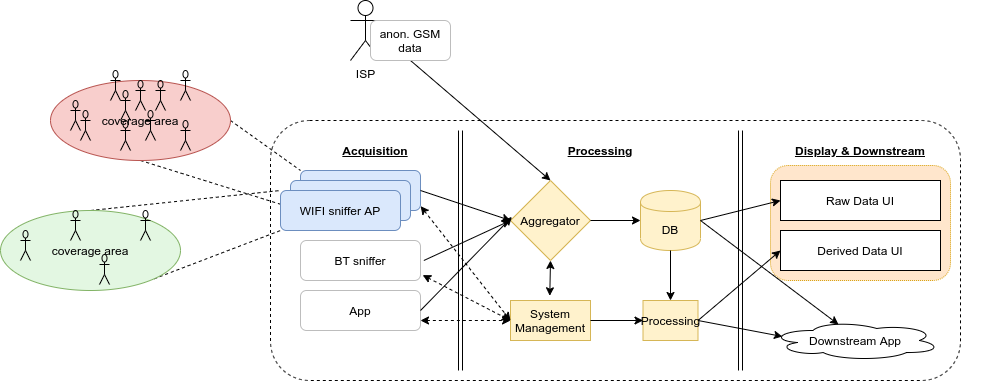 anon. GSM
data
ISP
coverage area
coverage area
Acquisition
Processing
Display & Downstream
WIFI sniffer AP
BT sniffer
App
Aggregator
DB
System
Management
Processing
Raw Data UI
Derived Data UI
Downstream App